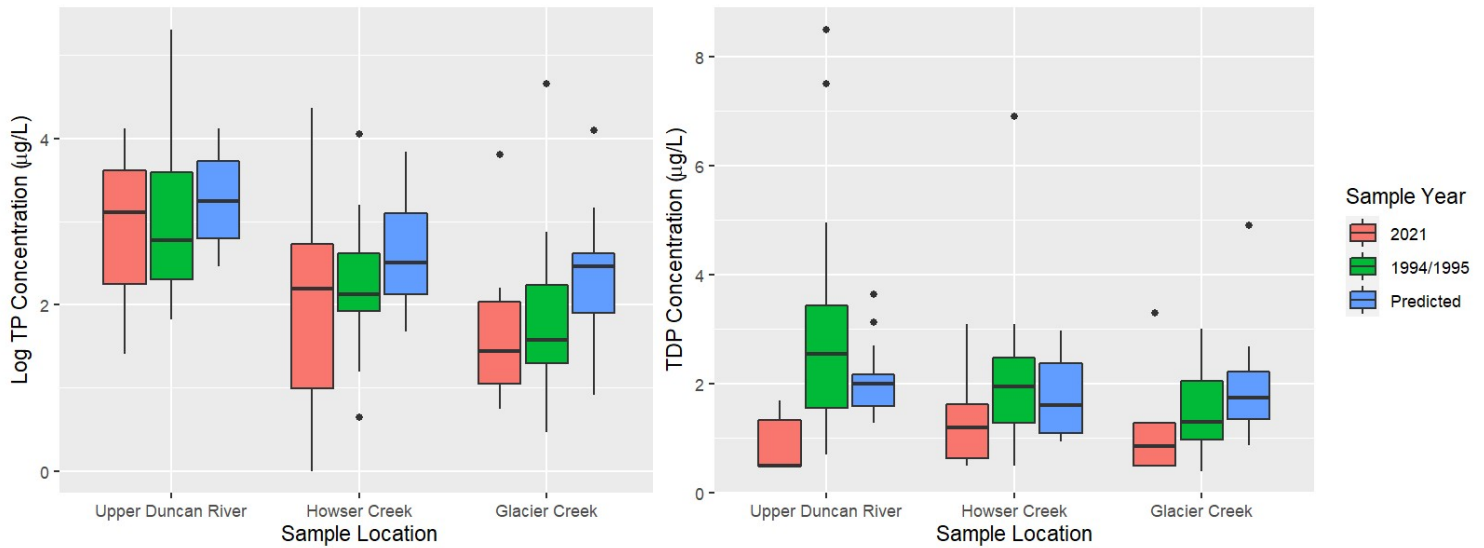 Log TP Concentration (μg/L)
4
2
0
Upper Duncan River Howser Creek Glacier Creek
Sample Location
TDP Concentration (μg/L)
8
6
4
2
0
Upper Duncan River Howser Creek Glacier Creek
Sample Location
Sample Year
2021
1994/1995
Predicted